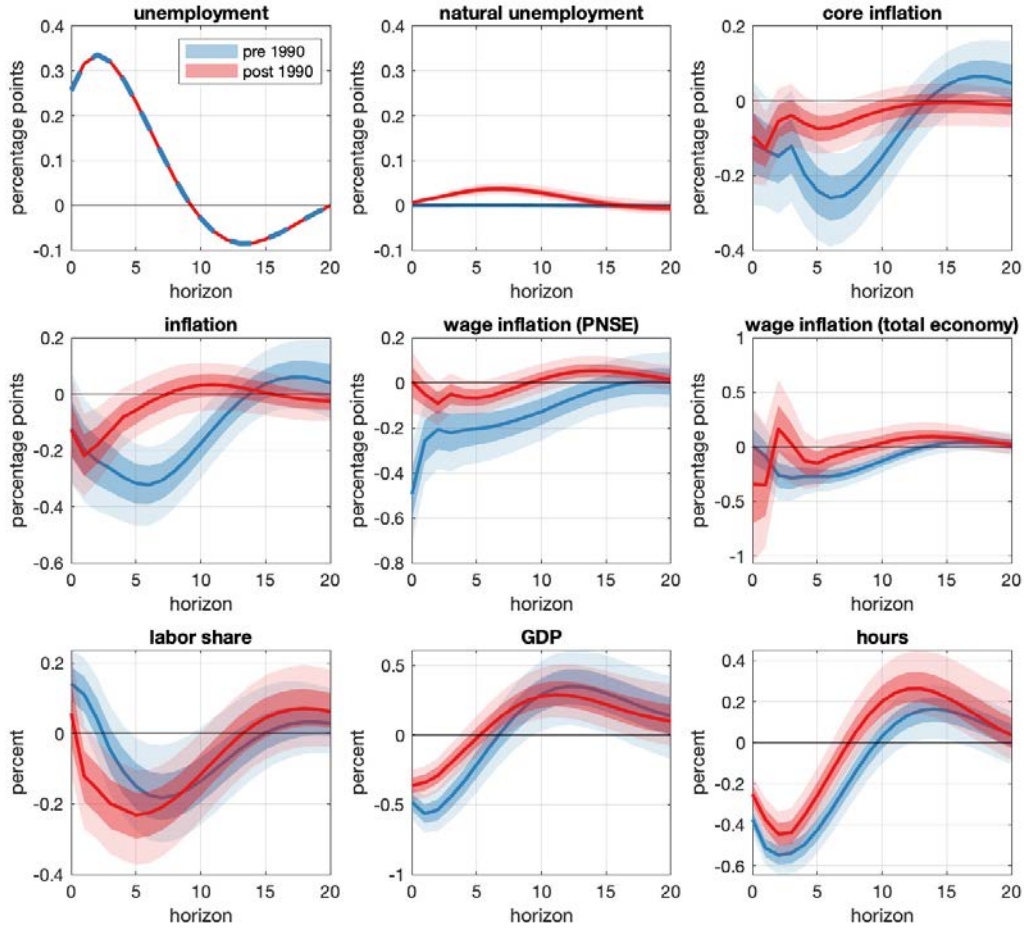 unemployment
0.4
0.3
0.2
0.1
0
-0.1
percentage points
pre 1990
post 1990
0 5 10 15 20
horizon
natural unemployment
0.4
0.3
0.2
0.1
0
-0.1
percentage points
0 5 10 15 20
horizon
core inflation
0.2
0
-0.2
-0.4
percentage points
0 5 10 15 20
horizon
inflation
0.2
0
-0.2
-0.4
-0.6
percentage points
0 5 10 15 20
horizon
wage inflation (PNSE)
0.2
0
-0.2
-0.4
-0.6
-0.8
percentage points
0 5 10 15 20
horizon
wage inflation (total economy)
1
0.5
0
-0.5
-1
percentage points
0 5 10 15 20
horizon
labor share
0.2
0
-0.2
-0.4
percent
0 5 10 15 20
horizon
GDP
0.5
0
-0.5
-1
percent
0 5 10 15 20
horizon
hours
0.4
0.2
0
-0.2
-0.4
-0.6
percent
0 5 10 15 20
horizon